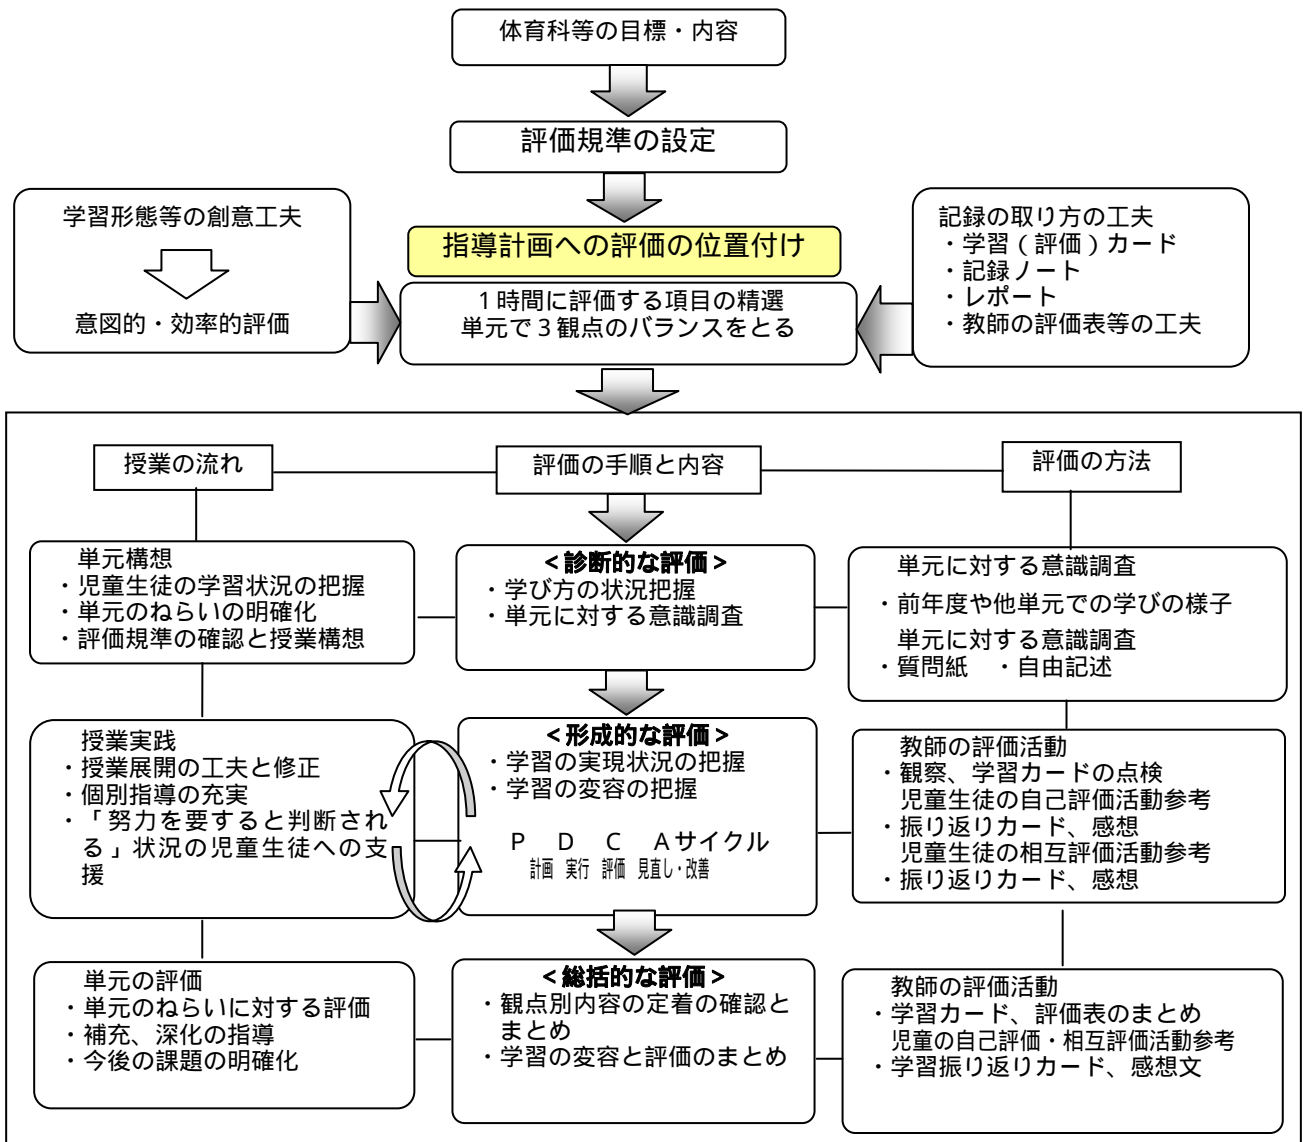 体育科等の目標・内容
評価規準の設定
学習形態等の創意工夫
意図的・効率的評価
指導計画への評価の位置付け
1時間に評価する項目の精選
単元で3観点のバランスをとる
記録の取り方の工夫
・学習(評価)カード
・記録ノート
・レポート
・教師の評価表等の工夫
授業の流れ
評価の手順と内容
評価の方法
単元構想
・児童生徒の学習状況の把握
・単元のねらいの明確化
・評価規準の確認と授業構想
<診断的な評価>
・学び方の状況把握
・単元に対する意識調査
単元に対する意識調査
・前年度や他単元での学びの様子
単元に対する意識調査
・質問紙 ・自由記述
授業実践
・授業展開の工夫と修正
・個別指導の充実
・「努力を要すると判断され
る」状況の児童生徒への支
援
<形成的な評価>
・学習の実現状況の把握
・学習の変容の把握
P D C Aサイクル
計画 実行 評価 見直し・改善
教師の評価活動
・観察、学習カードの点検
児童生徒の自己評価活動参考
・振り返りカード、感想
児童生徒の相互評価活動参考
・振り返りカード、感想
単元の評価
・単元のねらいに対する評価
・補充、深化の指導
・今後の課題の明確化
<総括的な評価>
・観点別内容の定着の確認と
まとめ
・学習の変容と評価のまとめ
教師の評価活動
・学習カード、評価表のまとめ
児童の自己評価・相互評価活動参考
・学習振り返りカード、感想文